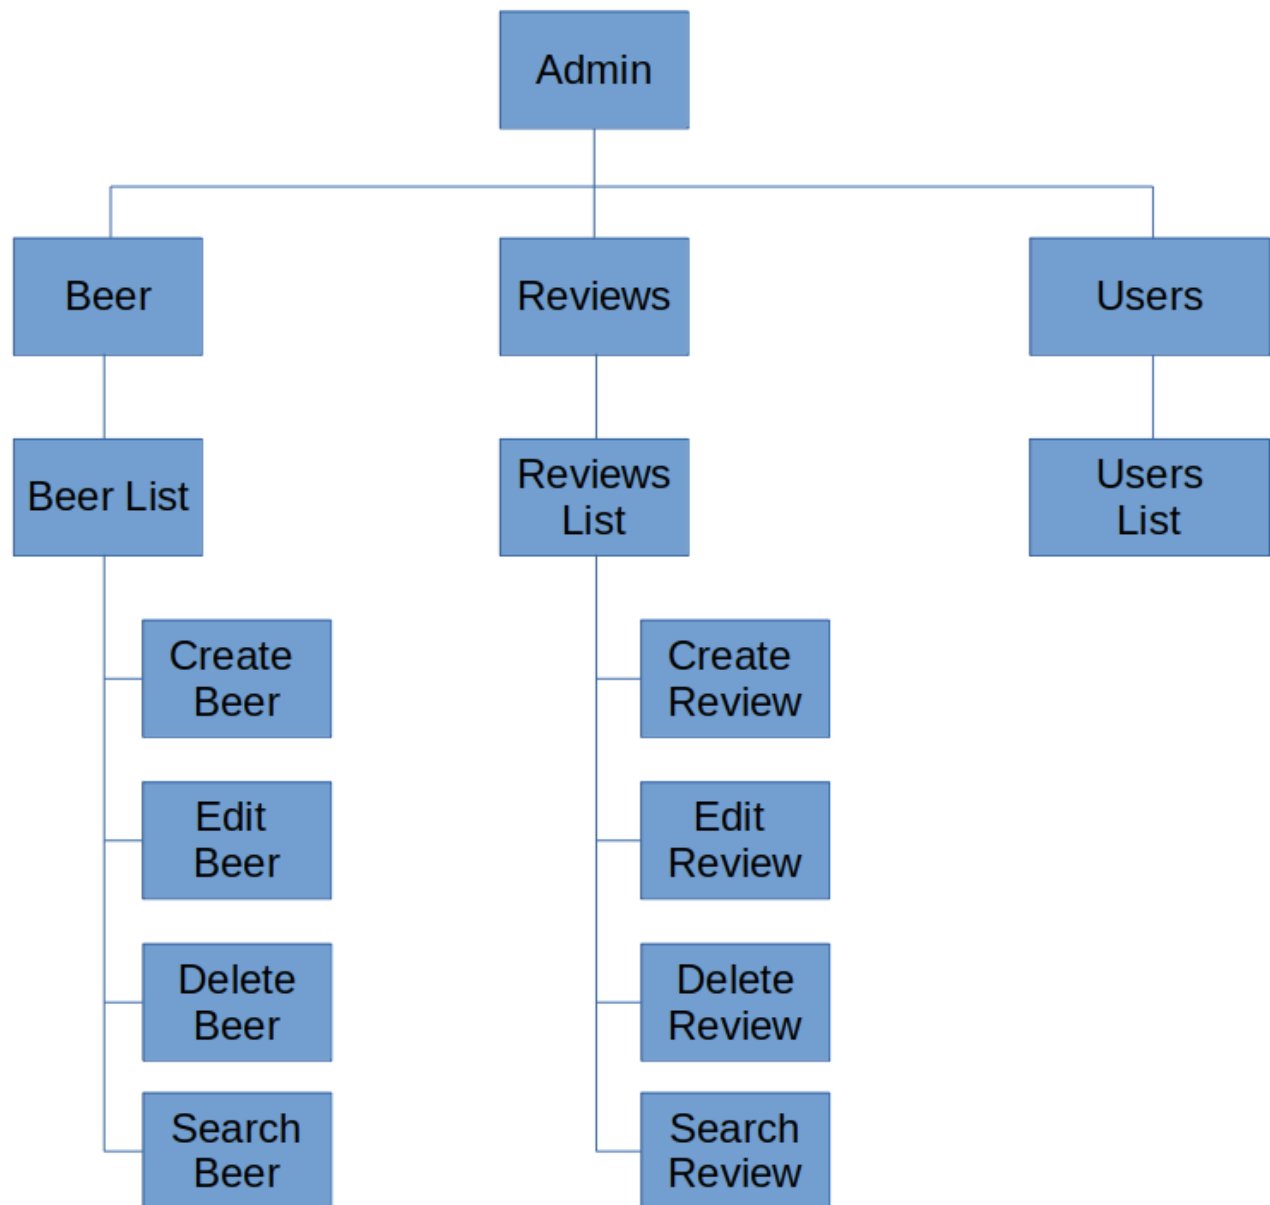 Admin
Beer
Reviews
Users
Beer List
Reviews
List
Users
List
Create
Beer
Create
Review
Edit
Beer
Edit
Review
Delete
Beer
Delete
Review
Search
Beer
Search
Review